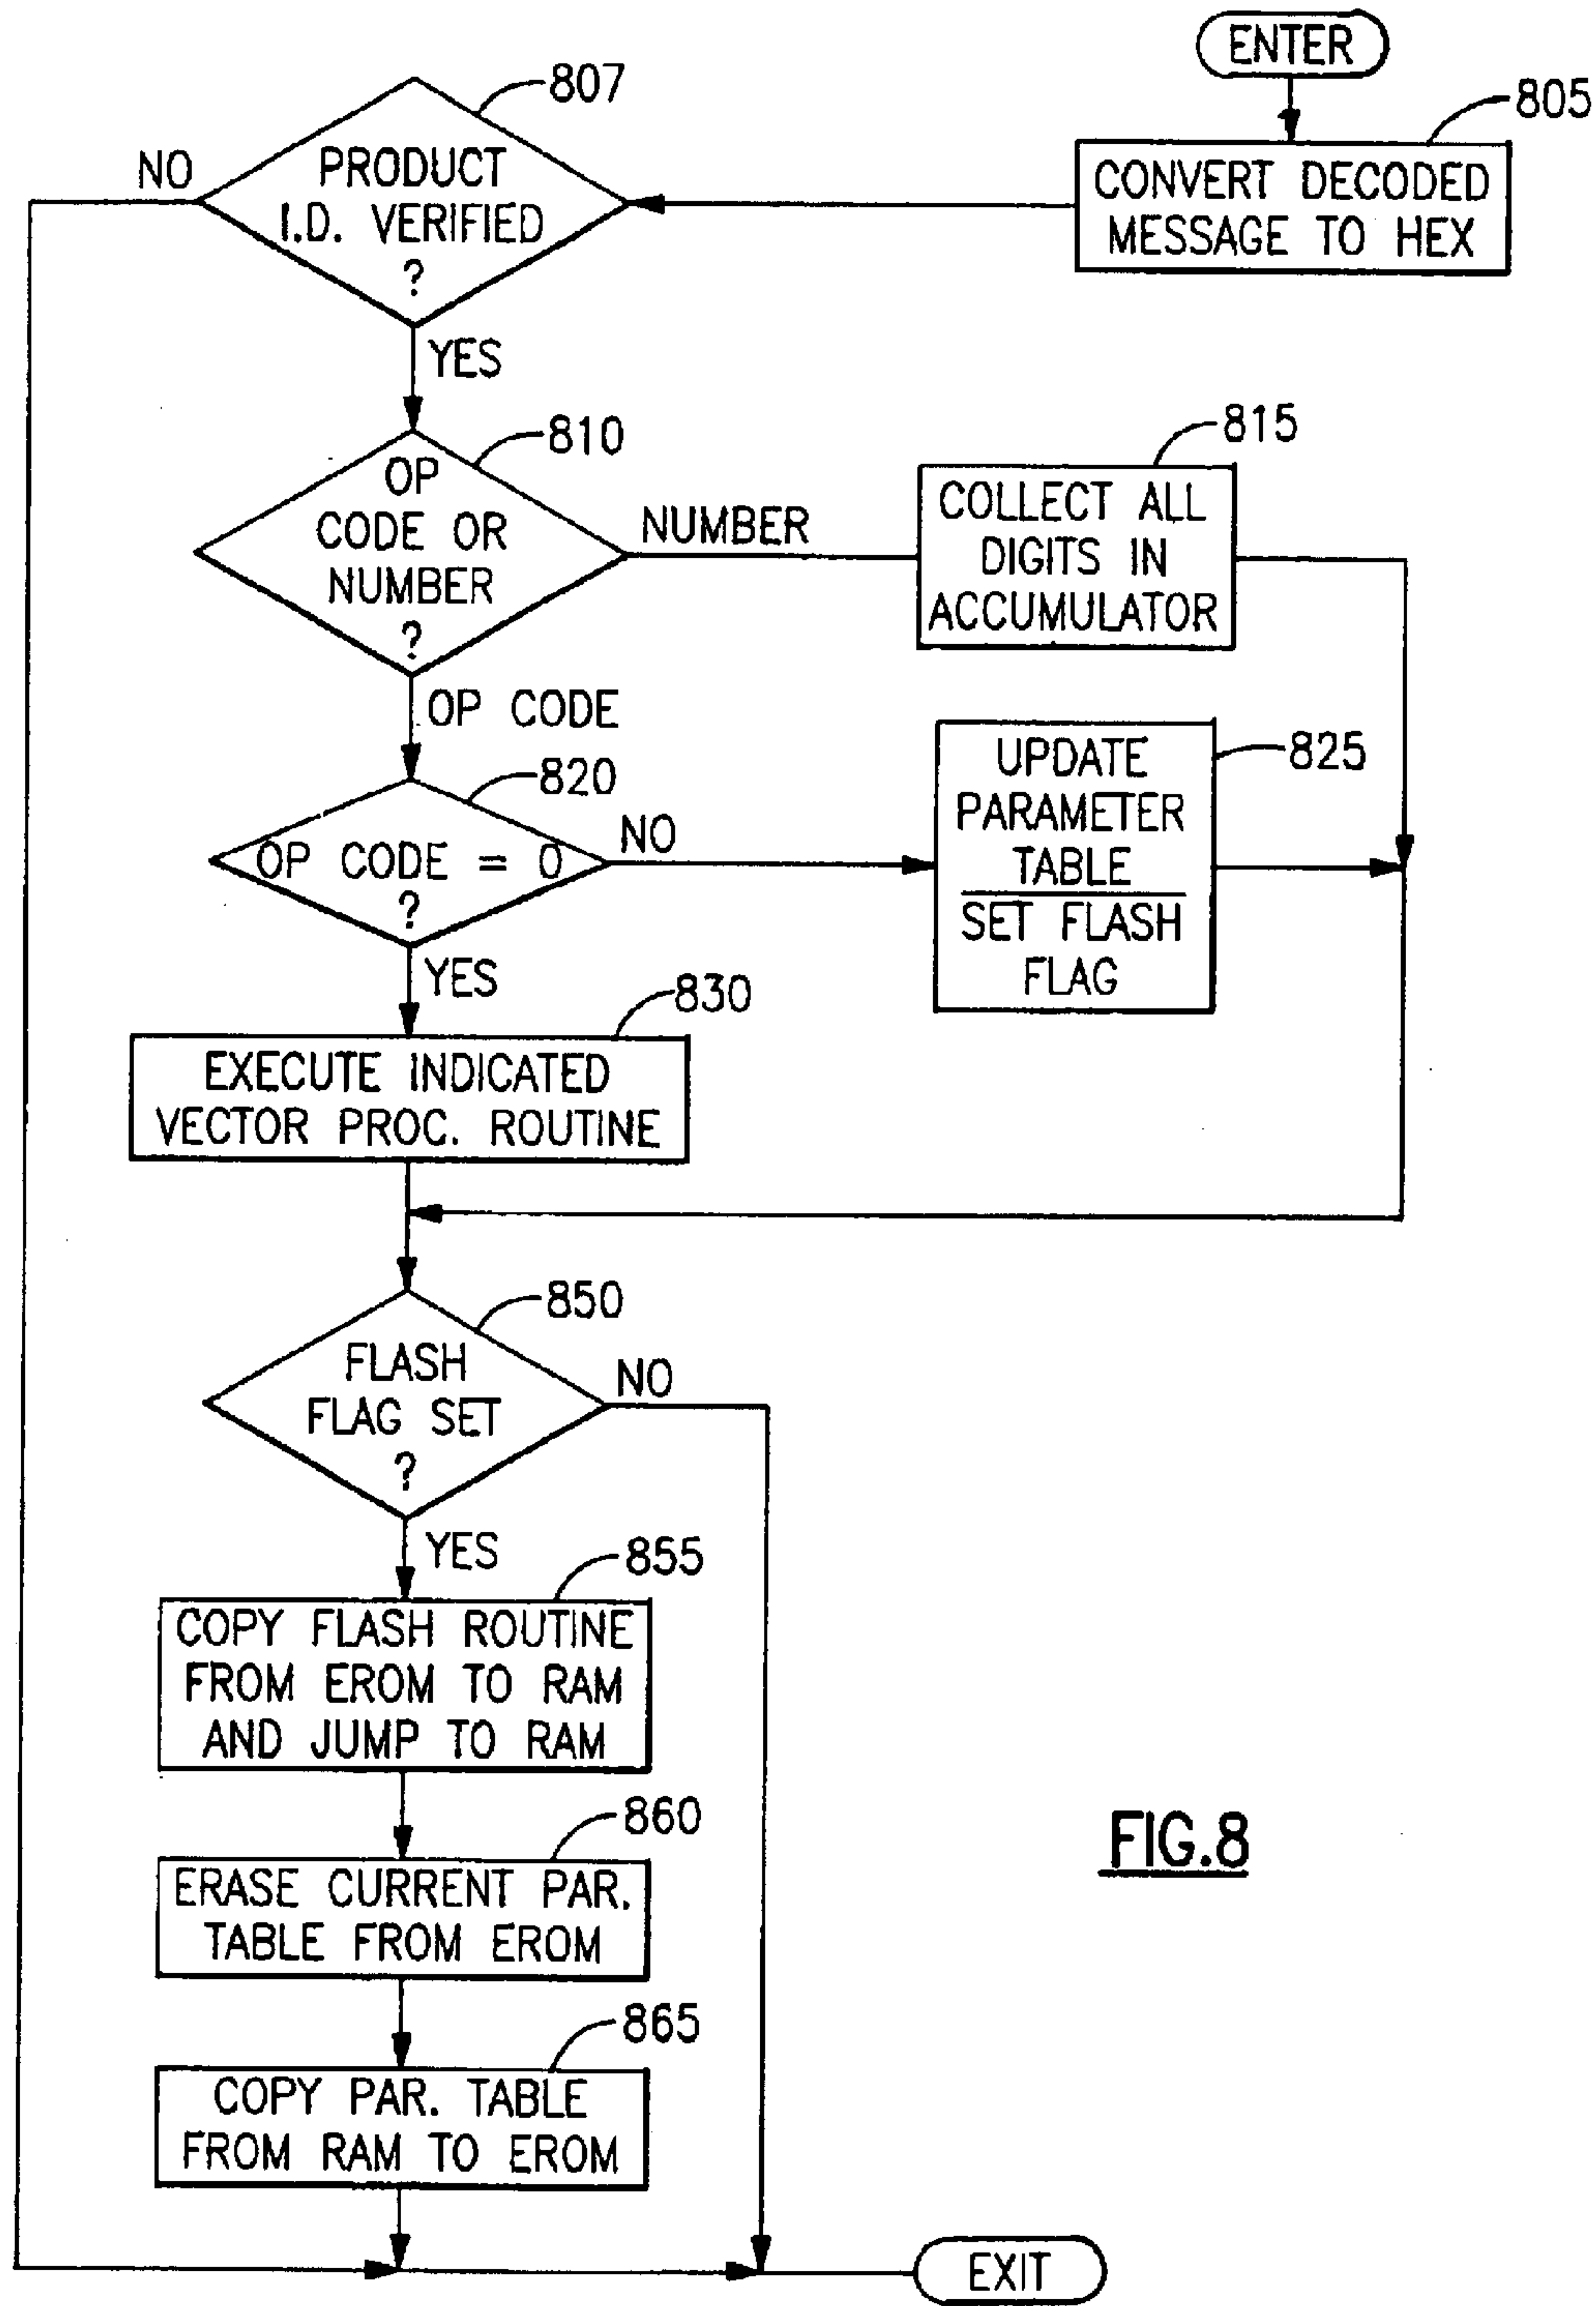 ENTER
805
CONVERT DECODED
MESSAGE TO HEX
807
PRODUCT
I.D. VERIFIED
?
NO
YES
810
OP
CODE OR
NUMBER
?
NUMBER
815
COLLECT ALL
DIGITS IN
ACCUMULATOR
OP CODE
820
OP CODE = 0
?
NO
825
UPDATE
PARAMETER
TABLE
SET FLASH
FLAG
YES
830
EXECUTE INDICATED
VECTOR PROC. ROUTINE
850
FLASH
FLAG SET
?
NO
YES
855
COPY FLASH ROUTINE
FROM EROM TO RAM
AND JUMP TO RAM
860
ERASE CURRENT PAR.
TABLE FROM EROM
865
COPY PAR. TABLE
FROM RAM TO EROM
EXIT
FIG.8